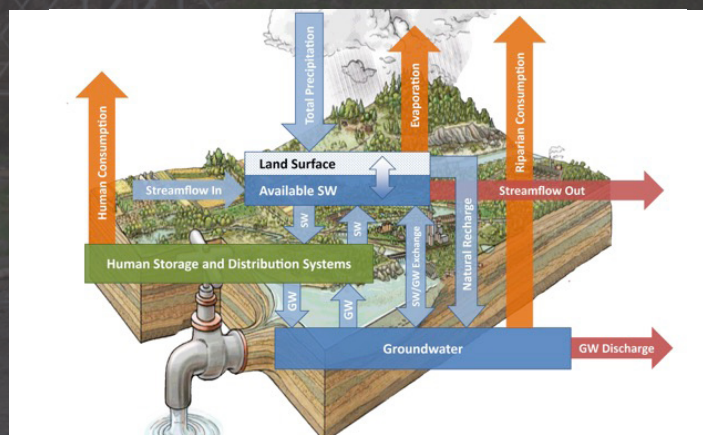 Total Precipitation
Evaporation
Riparian Consumption
Human Consumption
Land Surface
Streamflow In
Available SW
Streamflow Out
SW
SW
SW/GW Exchange
Natural Recharge
Human Storage and Distribution Systems
GW
GW
Groundwater
GW Discharge